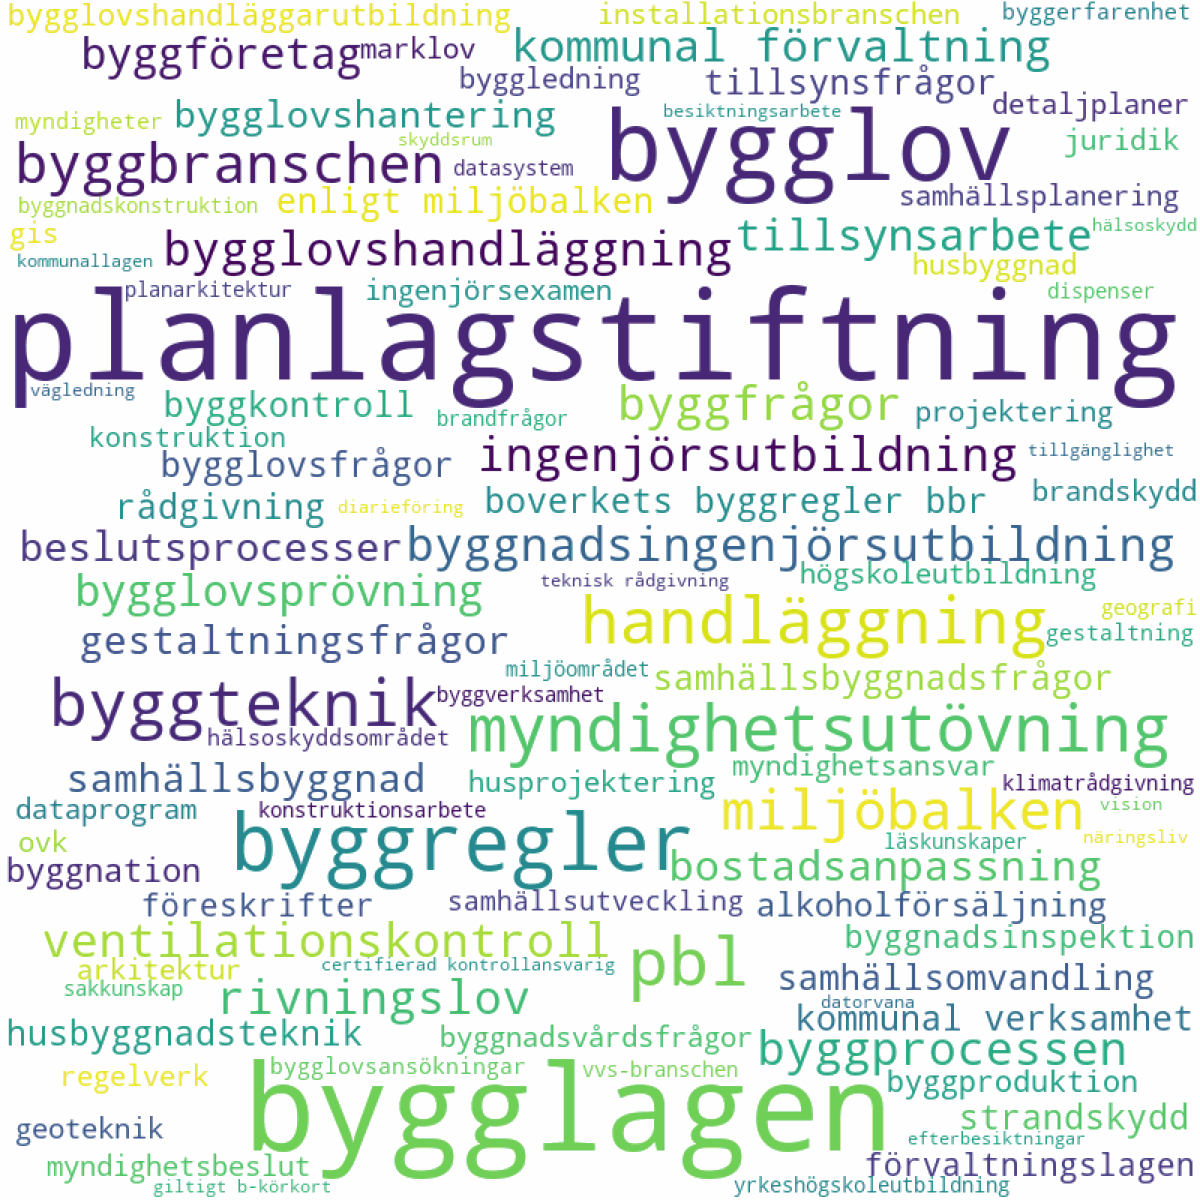 bygglovshandläggarutbildning
installationsbranschen
byggerfarenhet
byggföretag
marklov
kommunal förvaltning
byggledning
tillsynsfrågor
detaljplaner
myndigheter
bygglovshantering
besiktningsarbete
bygglov
juridik
skyddsrum
byggbranschen
datasystem
samhällsplanering
byggnadskonstruktion
enligt miljöbalken
gis
bygglovshandläggning
tillsynsarbete
hälsoskydd
kommunallagen
husbyggnad
planarkitektur
ingenjörsexamen
dispenser
planlagstiftning
vägledning
byggkontroll
brandfrågor
byggfrågor
projektering
konstruktion
bygglovsfrågor
ingenjörsutbildning
tillgänglighet
rådgivning
diarieföring
boverkets byggregler bbr
brandskydd
beslutsprocesser
byggnadsingenjörsutbildning
bygglovsprövning
teknisk rådgivning
högskoleutbildning
handläggning
geografi
gestaltningsfrågor
gestaltning
miljöområdet
samhällsbyggnadsfrågor
byggteknik
byggverksamhet
myndighetsutövning
hälsoskyddsområdet
samhällsbyggnad
husprojektering
myndighetsansvar
klimatrådgivning
dataprogram
konstruktionsarbete
miljöbalken
vision
ovk
byggregler
läskunskaper
näringsliv
byggnation
bostadsanpassning
föreskrifter
samhällsutveckling
alkoholförsäljning
ventilationskontroll
pbl
byggnadsinspektion
arkitektur
certifierad kontrollansvarig
samhällsomvandling
sakkunskap
rivningslov
datorvana
husbyggnadsteknik
byggnadsvårdsfrågor
kommunal verksamhet
byggprocessen
bygglovsansökningar
vvs-branschen
regelverk
bygglagen
byggproduktion
geoteknik
strandskydd
efterbesiktningar
myndighetsbeslut
förvaltningslagen
giltigt b-körkort
yrkeshögskoleutbildning